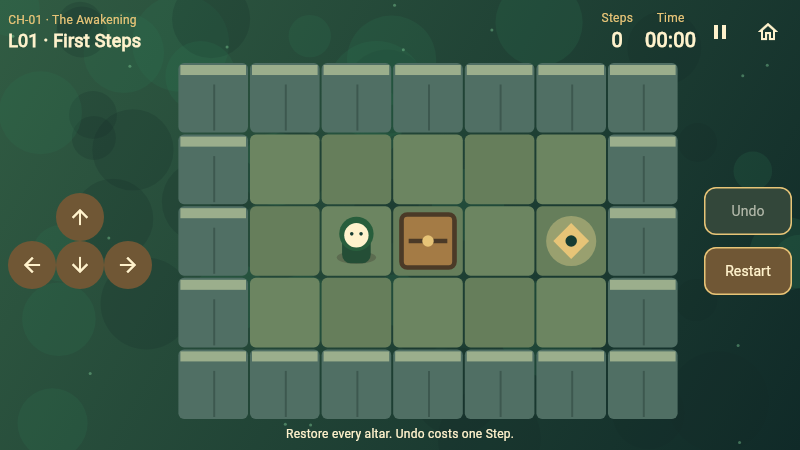 CH-01 · The Awakening
L01 · First Steps
Steps
0
Time
00:00
Undo
Restart
Restore every altar. Undo costs one Step.